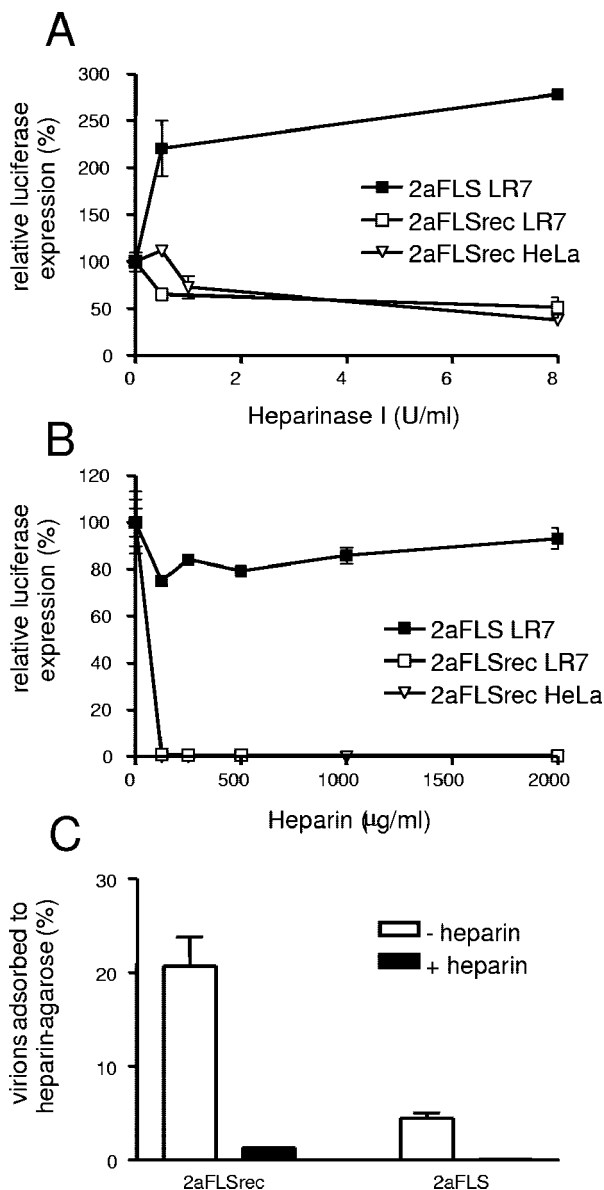 A
relative luciferase
expression (%)
300
250
200
150
100
50
0
2aFLS LR7
2aFLSrec LR7
2aFLSrec HeLa
0 2 4 6 8
Heparinase I (U/ml)
B
relative luciferase
expression (%)
120
100
80
60
40
20
0
2aFLS LR7
2aFLSrec LR7
2aFLSrec HeLa
0 500 1000 1500 2000
Heparin (µg/ml)
C
virions adsorbed to
heparin-agarose (%)
30
20
10
0
- heparin
+ heparin
2aFLSrec 2aFLS